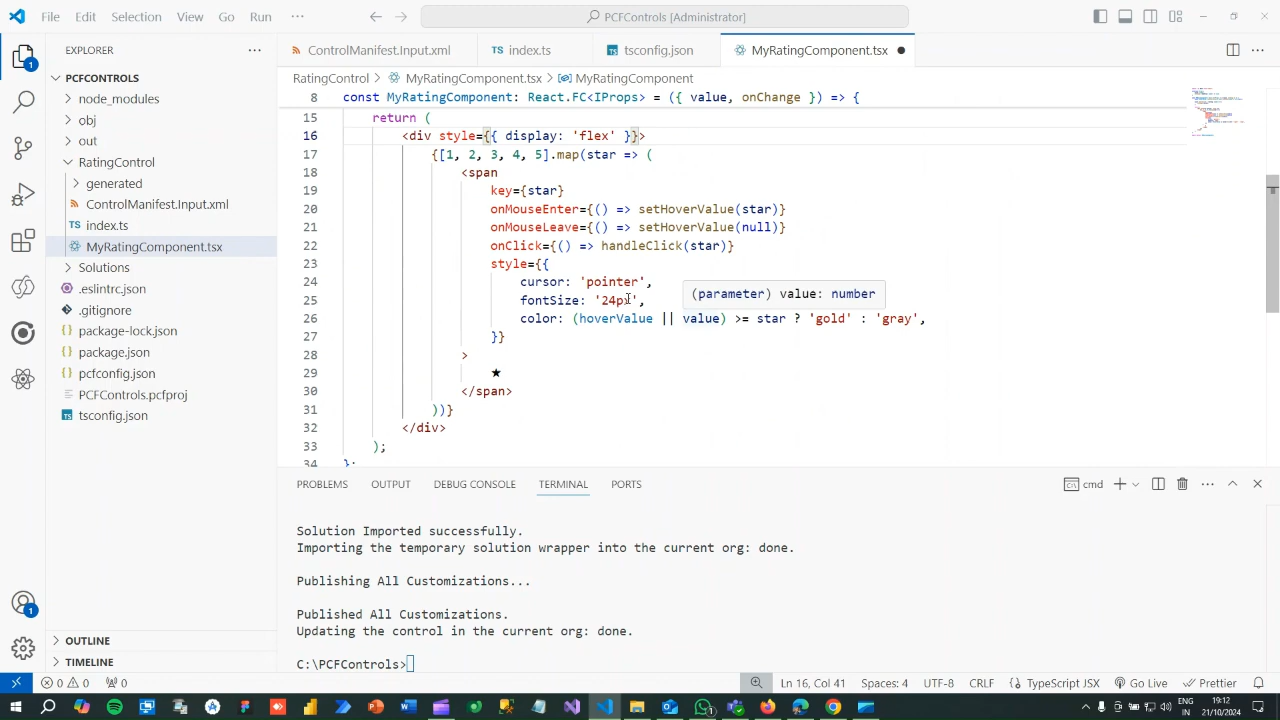 File Edit Selection View Go Run ··· PCFControls [Administrator]
EXPLORER ControlManifest.Input.xml index.ts tsconfig.json MyRatingComponent.tsx
PCFCONTROLS
node_modules
obj
out
RatingControl
generated
ControlManifest.Input.xml
index.ts
MyRatingComponent.tsx
Solutions
.eslintrc.json
.gitignore
package-lock.json
package.json
pcfconfig.json
PCFControls.pcfproj
tsconfig.json
OUTLINE
TIMELINE
RatingControl > MyRatingComponent.tsx > MyRatingComponent
const MyRatingComponent: React.FC<IProps> = ({ value, onChange }) => {
15 return (
16 <div style={{ display: 'flex' }}>
17 {[1, 2, 3, 4, 5].map(star => (
18 <span
19 key={star}
20 onMouseEnter={() => setHoverValue(star)}
21 onMouseLeave={() => setHoverValue(null)}
22 onClick={() => handleClick(star)}
23 style={{
24 cursor: 'pointer',
(parameter) value: number
25 fontSize: '24px',
26 color: (hoverValue || value) >= star ? 'gold' : 'gray',
27 }}
28 >
29 ★
30 </span>
31 ))}
32 </div>
33 );
34 };
PROBLEMS OUTPUT DEBUG CONSOLE TERMINAL PORTS cmd
Solution Imported successfully.
Importing the temporary solution wrapper into the current org: done.
Publishing All Customizations...
Published All Customizations.
Updating the control in the current org: done.
C:\PCFControls>
0 0 0 Ln 16, Col 41 Spaces: 4 UTF-8 CRLF TypeScript JSX Go Live Prettier
ENG
IN
19:12
21/10/2024